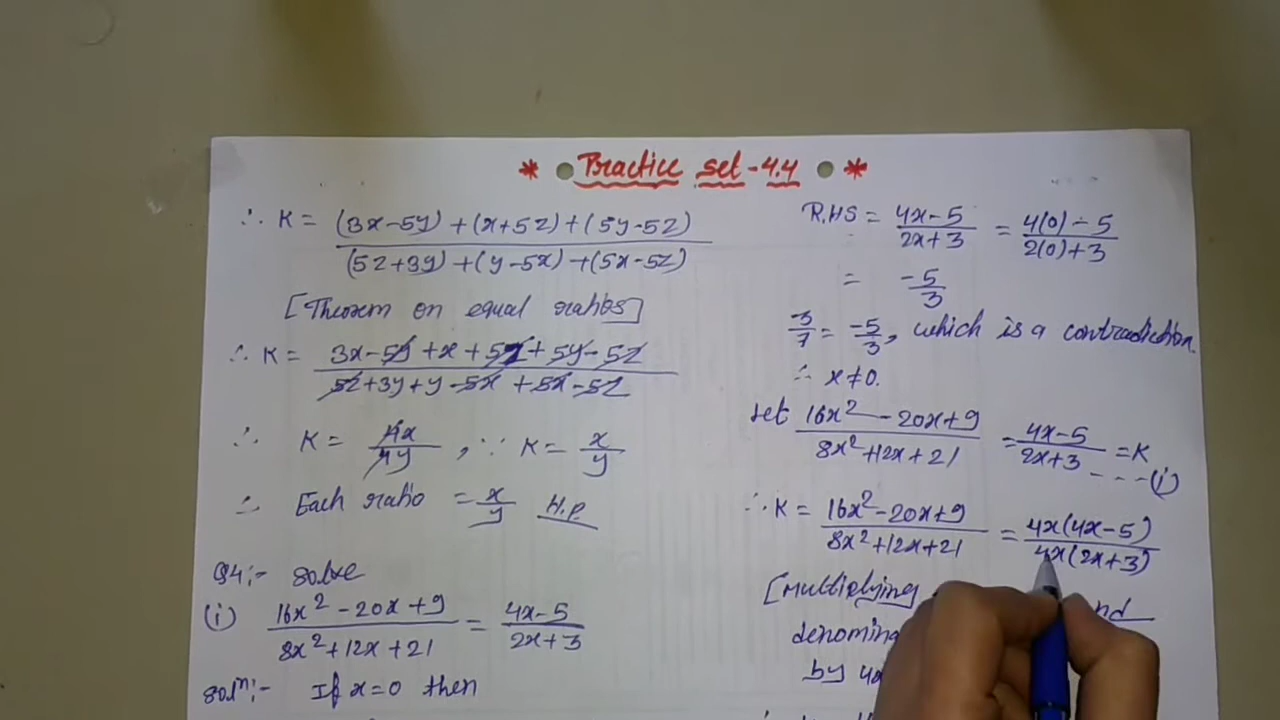 * Practice set-4.4 *
∴ K = (3x-5y)+(x+5z)+(5y-5z) / (5z+3y)+(y-5x)+(5x-5z)
[Theorem on equal ratios]
∴ K = 3x-5y+x+5z+5y-5z / 5z+3y+y-5x+5x-5z
∴ K = 4x/4y, ∵ K = x/y
∴ Each ratio = x/y H.P.
Q4:- Solve
(i) 16x²-20x+9 / 8x²+12x+21 = 4x-5 / 2x+3
Solⁿ:- If x=0 then
R.HS = 4x-5 / 2x+3 = 4(0)-5 / 2(0)+3
= -5/3
3/7 = -5/3, which is a contradiction.
∴ x≠0.
set 16x²-20x+9 / 8x²+12x+21 = 4x-5 / 2x+3 = K
---(i)
∴ K = 16x²-20x+9 / 8x²+12x+21 = 4x(4x-5) / 4x(2x+3)
[Multiplying
by